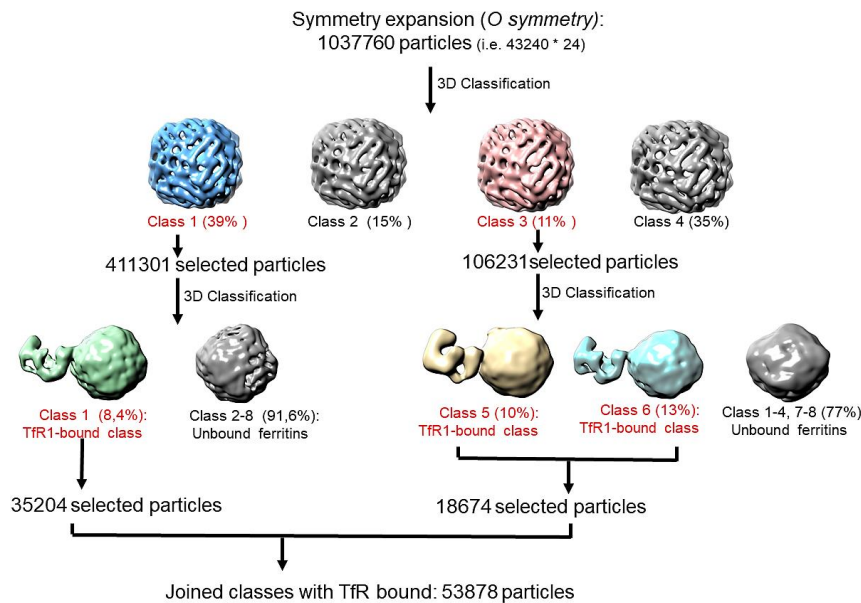 Symmetry expansion (O symmetry):
1037760 particles (i.e. 43240 * 24)
3D Classification
Class 1 (39% )
Class 2 (15% )
Class 3 (11% )
Class 4 (35%)
411301 selected particles
106231 selected particles
3D Classification
3D Classification
Class 1 (8,4%):
TfR1-bound class
Class 2-8 (91,6%):
Unbound ferritins
Class 5 (10%):
TfR1-bound class
Class 6 (13%):
TfR1-bound class
Class 1-4, 7-8 (77%)
Unbound ferritins
35204 selected particles
18674 selected particles
Joined classes with TfR bound: 53878 particles